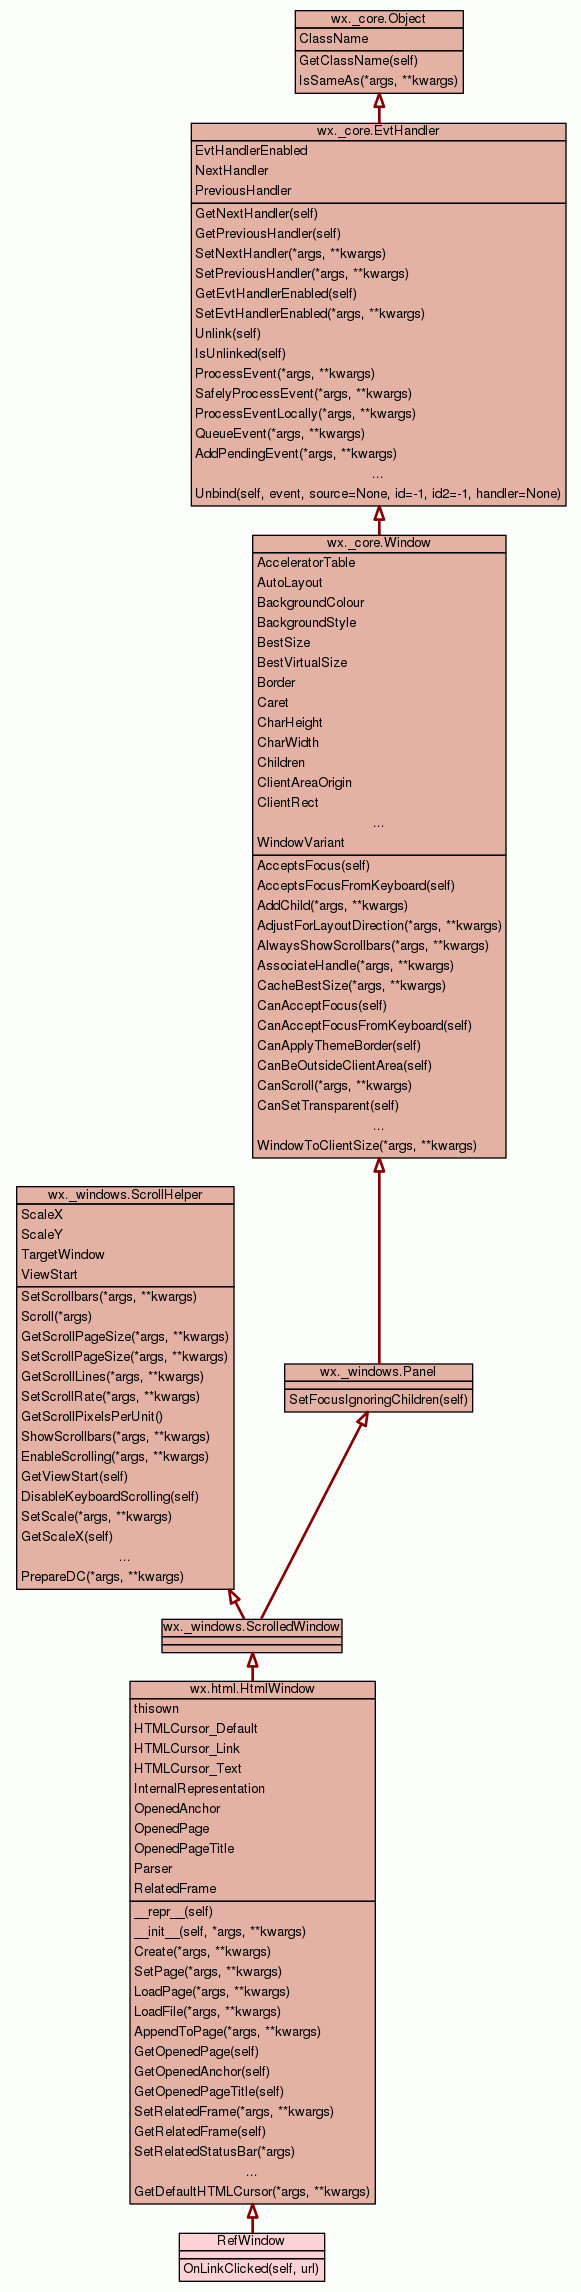 wx._core.Object
ClassName
GetClassName(self)
IsSameAs(*args, **kwargs)
wx._core.EvtHandler
EvtHandlerEnabled
NextHandler
PreviousHandler
GetNextHandler(self)
GetPreviousHandler(self)
SetNextHandler(*args, **kwargs)
SetPreviousHandler(*args, **kwargs)
GetEvtHandlerEnabled(self)
SetEvtHandlerEnabled(*args, **kwargs)
Unlink(self)
IsUnlinked(self)
ProcessEvent(*args, **kwargs)
SafelyProcessEvent(*args, **kwargs)
ProcessEventLocally(*args, **kwargs)
QueueEvent(*args, **kwargs)
AddPendingEvent(*args, **kwargs)
...
Unbind(self, event, source=None, id=-1, id2=-1, handler=None)
wx._core.Window
AcceleratorTable
AutoLayout
BackgroundColour
BackgroundStyle
BestSize
BestVirtualSize
Border
Caret
CharHeight
CharWidth
Children
ClientAreaOrigin
ClientRect
...
WindowVariant
AcceptsFocus(self)
AcceptsFocusFromKeyboard(self)
AddChild(*args, **kwargs)
AdjustForLayoutDirection(*args, **kwargs)
AlwaysShowScrollbars(*args, **kwargs)
AssociateHandle(*args, **kwargs)
CacheBestSize(*args, **kwargs)
CanAcceptFocus(self)
CanAcceptFocusFromKeyboard(self)
CanApplyThemeBorder(self)
CanBeOutsideClientArea(self)
CanScroll(*args, **kwargs)
CanSetTransparent(self)
...
WindowToClientSize(*args, **kwargs)
wx._windows.ScrollHelper
ScaleX
ScaleY
TargetWindow
ViewStart
SetScrollbars(*args, **kwargs)
Scroll(*args)
GetScrollPageSize(*args, **kwargs)
SetScrollPageSize(*args, **kwargs)
GetScrollLines(*args, **kwargs)
SetScrollRate(*args, **kwargs)
GetScrollPixelsPerUnit()
ShowScrollbars(*args, **kwargs)
EnableScrolling(*args, **kwargs)
GetViewStart(self)
DisableKeyboardScrolling(self)
SetScale(*args, **kwargs)
GetScaleX(self)
...
PrepareDC(*args, **kwargs)
wx._windows.Panel
SetFocusIgnoringChildren(self)
wx._windows.ScrolledWindow
wx.html.HtmlWindow
thisown
HTMLCursor_Default
HTMLCursor_Link
HTMLCursor_Text
InternalRepresentation
OpenedAnchor
OpenedPage
OpenedPageTitle
Parser
RelatedFrame
__repr__(self)
__init__(self, *args, **kwargs)
Create(*args, **kwargs)
SetPage(*args, **kwargs)
LoadPage(*args, **kwargs)
LoadFile(*args, **kwargs)
AppendToPage(*args, **kwargs)
GetOpenedPage(self)
GetOpenedAnchor(self)
GetOpenedPageTitle(self)
SetRelatedFrame(*args, **kwargs)
GetRelatedFrame(self)
SetRelatedStatusBar(*args)
...
GetDefaultHTMLCursor(*args, **kwargs)
RefWindow
OnLinkClicked(self, url)